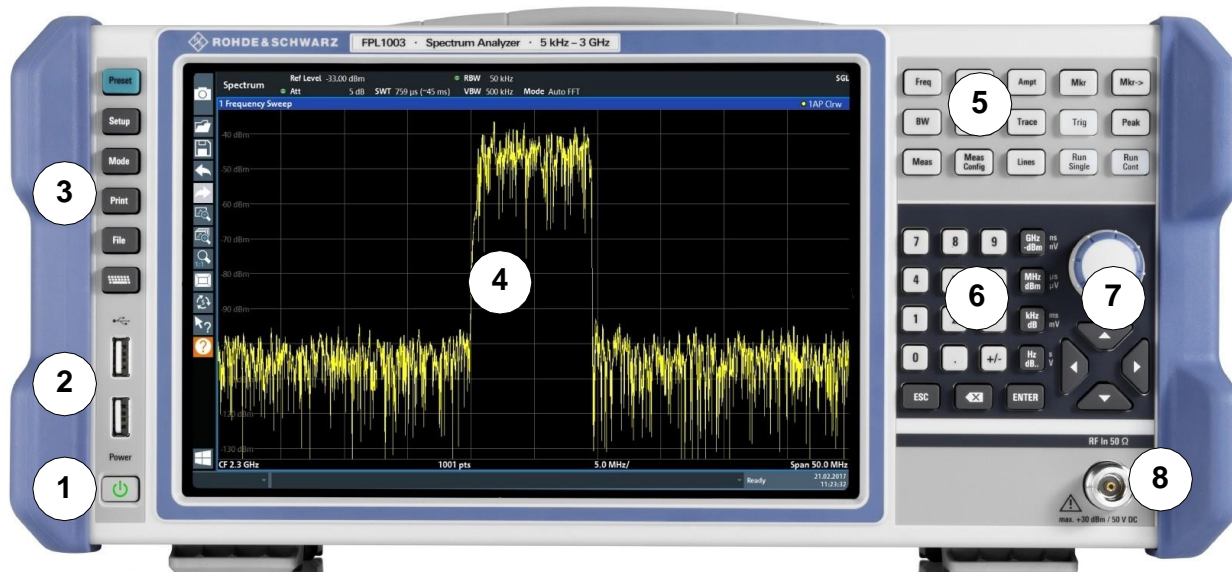 ROHDE&SCHWARZ FPL1003 · Spectrum Analyzer · 5 kHz – 3 GHz
Preset
Setup
Mode
3
Print
File
2
Power
1
Spectrum
Ref Level -33.00 dBm
RBW 50 kHz
SGL
Att 5 dB SWT 759 µs (~45 ms) VBW 500 kHz Mode Auto FFT
1 Frequency Sweep
1AP Clrw
-40 dBm
-50 dBm
-60 dBm
-70 dBm
-80 dBm
-90 dBm
-120 dBm
-130 dBm
4
1:1
?
?
CF 2.3 GHz 1001 pts 5.0 MHz/ Span 50.0 MHz
Ready
21.02.2017
11:23:32
Freq Ampt Mkr Mkr->
5
BW Trace Trig Peak
Meas Meas Config Lines Run Single Run Cont
7 8 9 GHz -dBm ns nV
4 MHz dBm µs µV
6
7
1 kHz dB ms mV
0 . +/- Hz dB.. s V
ESC ENTER
RF In 50 Ω
8
max. +30 dBm / 50 V DC